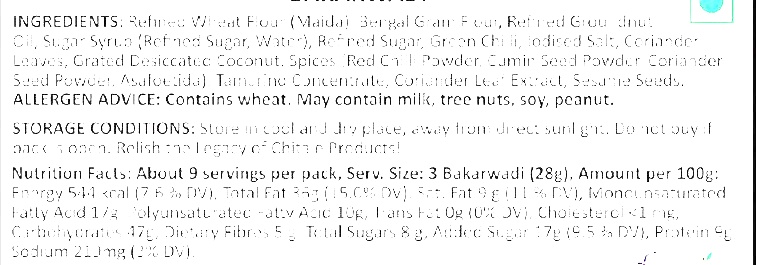 INGREDIENTS: Refined Wheat Flour (Maida), Bengal Gram Flour, Refined Groundnut
Oil, Sugar Syrup (Refined Sugar, Water), Refined Sugar, Green Chilli, Iodised Salt, Coriander
Leaves, Grated Desiccated Coconut, Spices (Red Chilli Powder, Cumin Seed Powder, Coriander
Seed Powder, Asafoetida), Tamarind Concentrate, Coriander Leaf Extract, Sesame Seeds.
ALLERGEN ADVICE: Contains wheat. May contain milk, tree nuts, soy, peanut.
STORAGE CONDITIONS: Store in cool and dry place, away from direct sunlight. Do not buy if
pack is open. Relish the Legacy of Chitale Products!
Nutrition Facts: About 9 servings per pack, Serv. Size: 3 Bakarwadi (28g), Amount per 100g:
Energy 544 kcal (7.6 % DV), Total Fat 36g (15.0% DV), Sat. Fat 9 g (11 % DV), Monounsaturated
Fatty Acid 17g, Polyunsaturated Fatty Acid 10g, Trans Fat 0g (0% DV), Cholesterol <1 mg,
Carbohydrates 47g, Dietary Fibres 5 g, Total Sugars 8 g, Added Sugar 17g (9.5 % DV), Protein 9g
Sodium mg (3% DV).